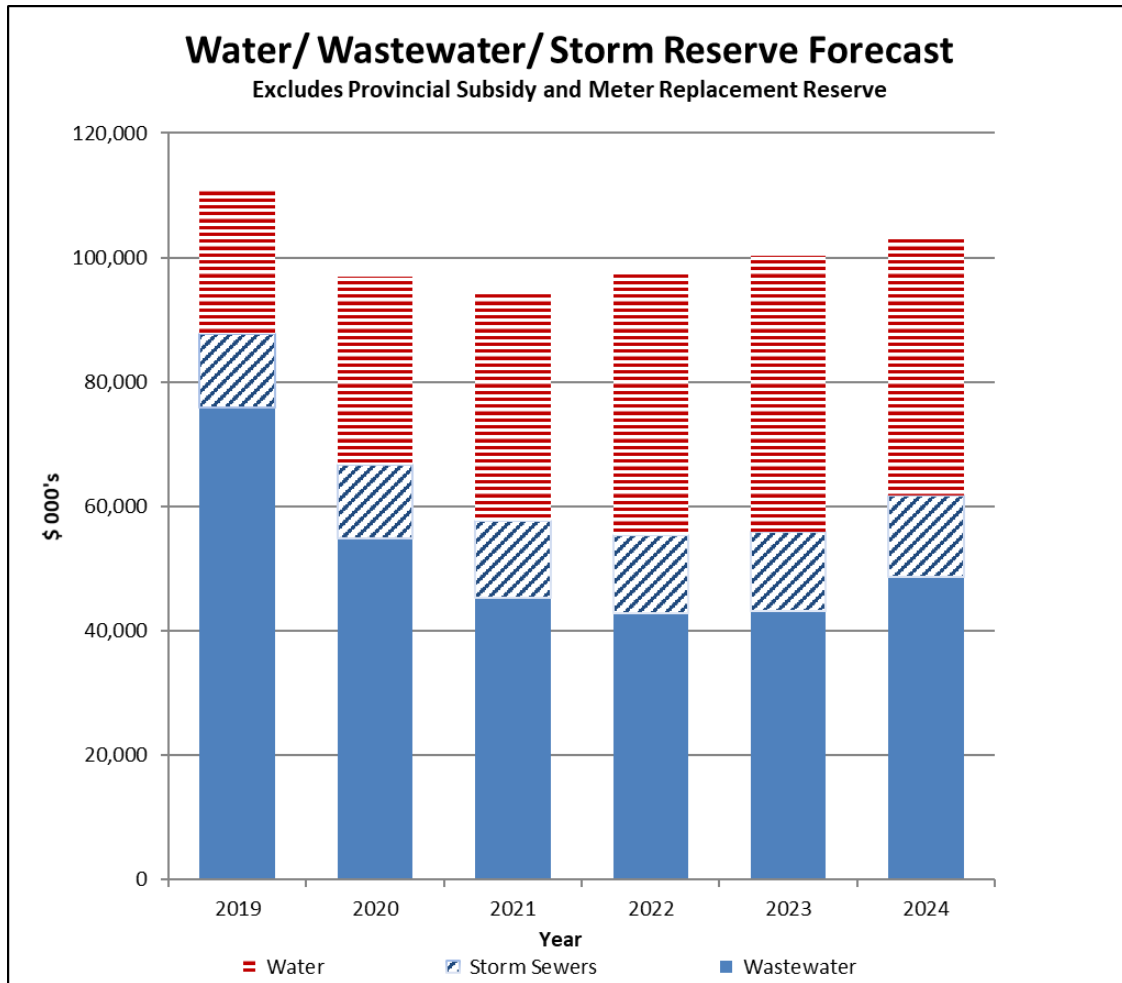 Water/ Wastewater/ Storm Reserve Forecast
Excludes Provincial Subsidy and Meter Replacement Reserve
120,000
100,000
80,000
60,000
40,000
20,000
0
$ 000's
2019 2020 2021 2022 2023 2024
Year
Water Storm Sewers Wastewater